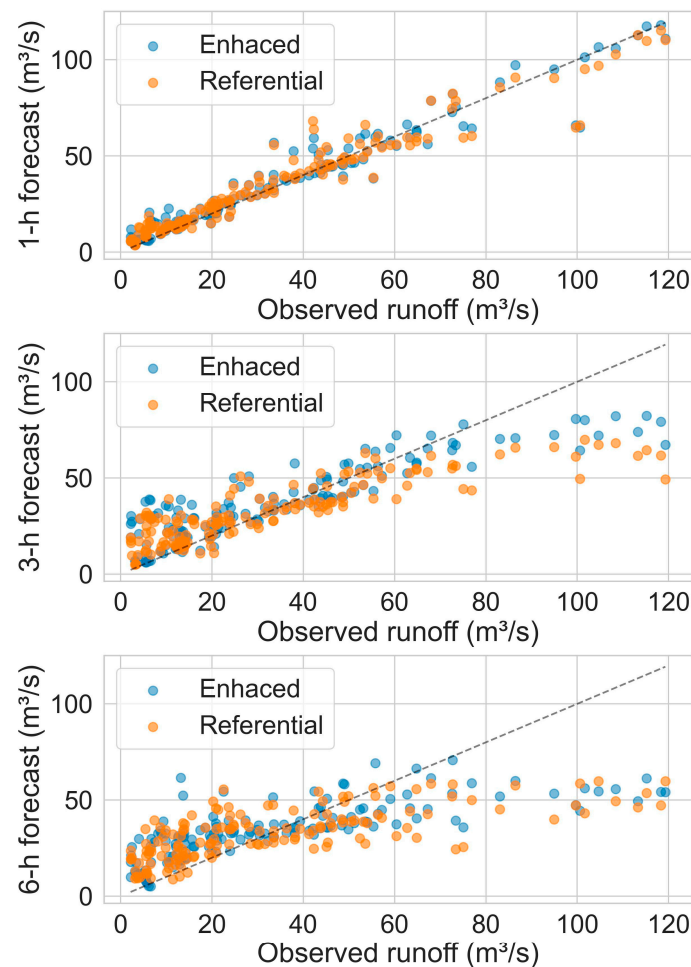 Enhaced
Referential
1-h forecast (m³/s)
100
50
0
0 20 40 60 80 100 120
Observed runoff (m³/s)
Enhaced
Referential
3-h forecast (m³/s)
100
50
0
0 20 40 60 80 100 120
Observed runoff (m³/s)
Enhaced
Referential
6-h forecast (m³/s)
100
50
0
0 20 40 60 80 100 120
Observed runoff (m³/s)